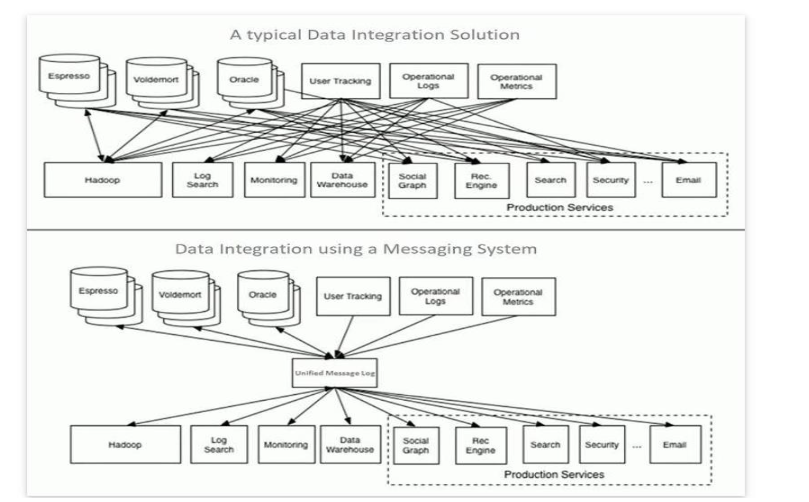 A typical Data Integration Solution
Espresso
Voldemort
Oracle
User Tracking
Operational
Logs
Operational
Metrics
Hadoop
Log
Search
Monitoring
Data
Warehouse
Social
Graph
Rec.
Engine
Search
Security
...
Email
Production Services
Data Integration using a Messaging System
Espresso
Voldemort
Oracle
User Tracking
Operational
Logs
Operational
Metrics
Unified Message Log
Hadoop
Log
Search
Monitoring
Data
Warehouse
Social
Graph
Rec
Engine
Search
Security
...
Email
Production Services